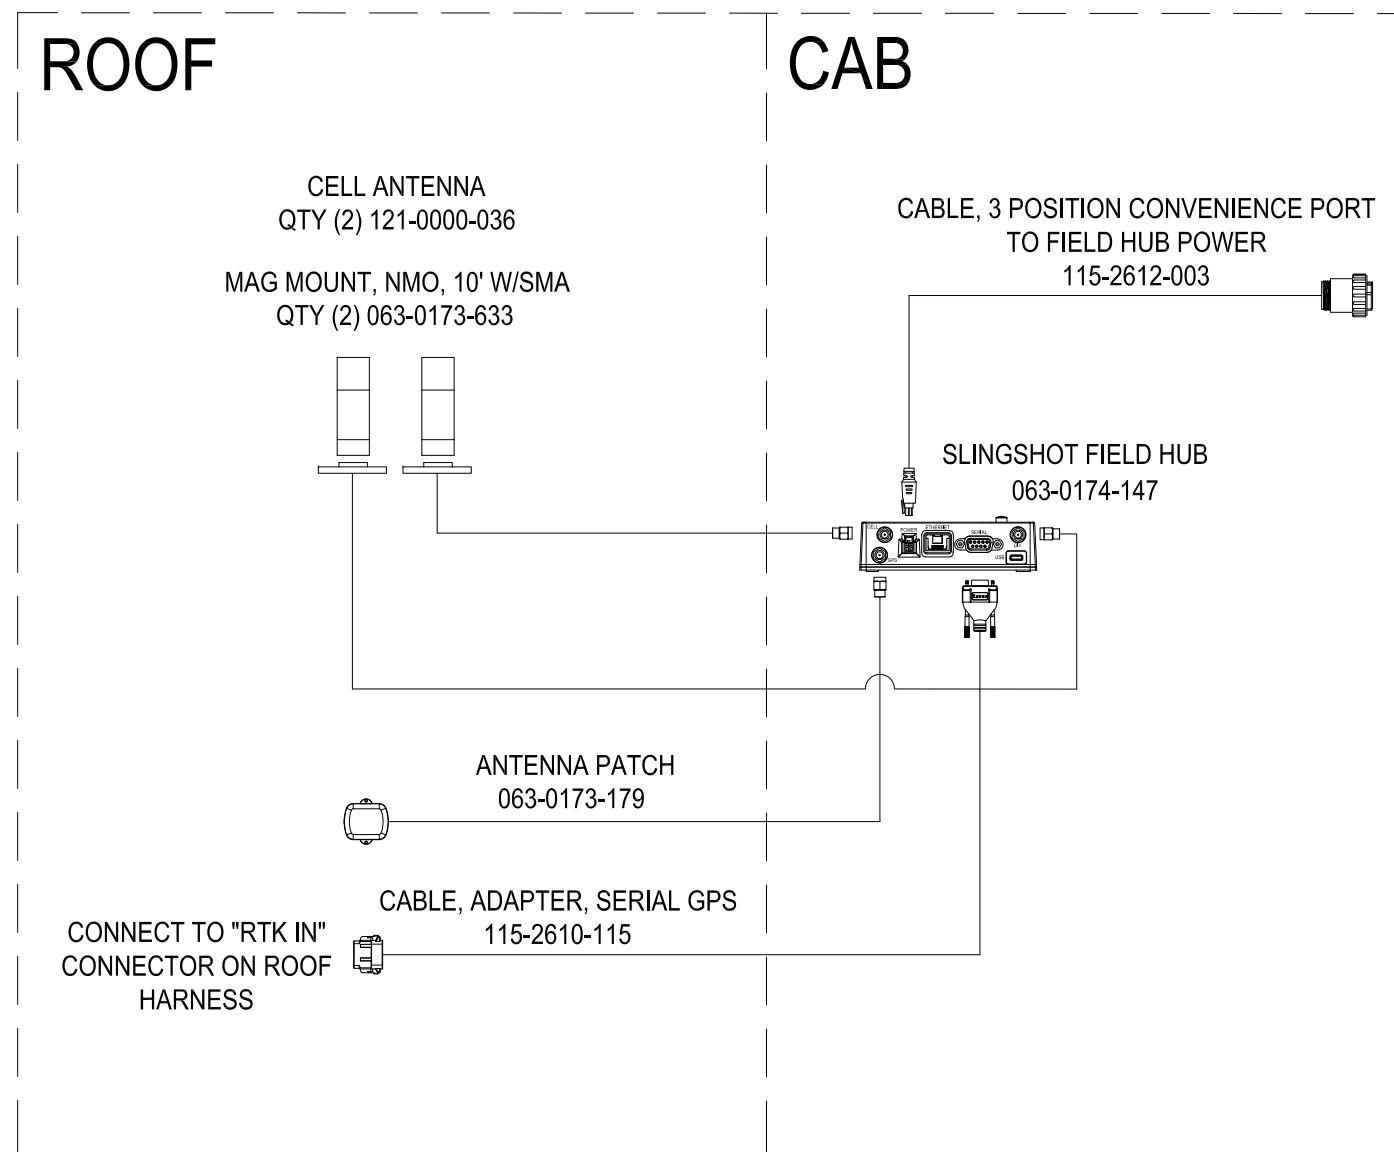 ROOF
CAB
CELL ANTENNA
QTY (2) 121-0000-036
MAG MOUNT, NMO, 10' W/SMA
QTY (2) 063-0173-633
CABLE, 3 POSITION CONVENIENCE PORT
TO FIELD HUB POWER
115-2612-003
SLINGSHOT FIELD HUB
063-0174-147
CELL
POWER
ETHERNET
SERIAL
DIV
GPS
USB
ANTENNA PATCH
063-0173-179
CABLE, ADAPTER, SERIAL GPS
115-2610-115
CONNECT TO "RTK IN"
CONNECTOR ON ROOF
HARNESS